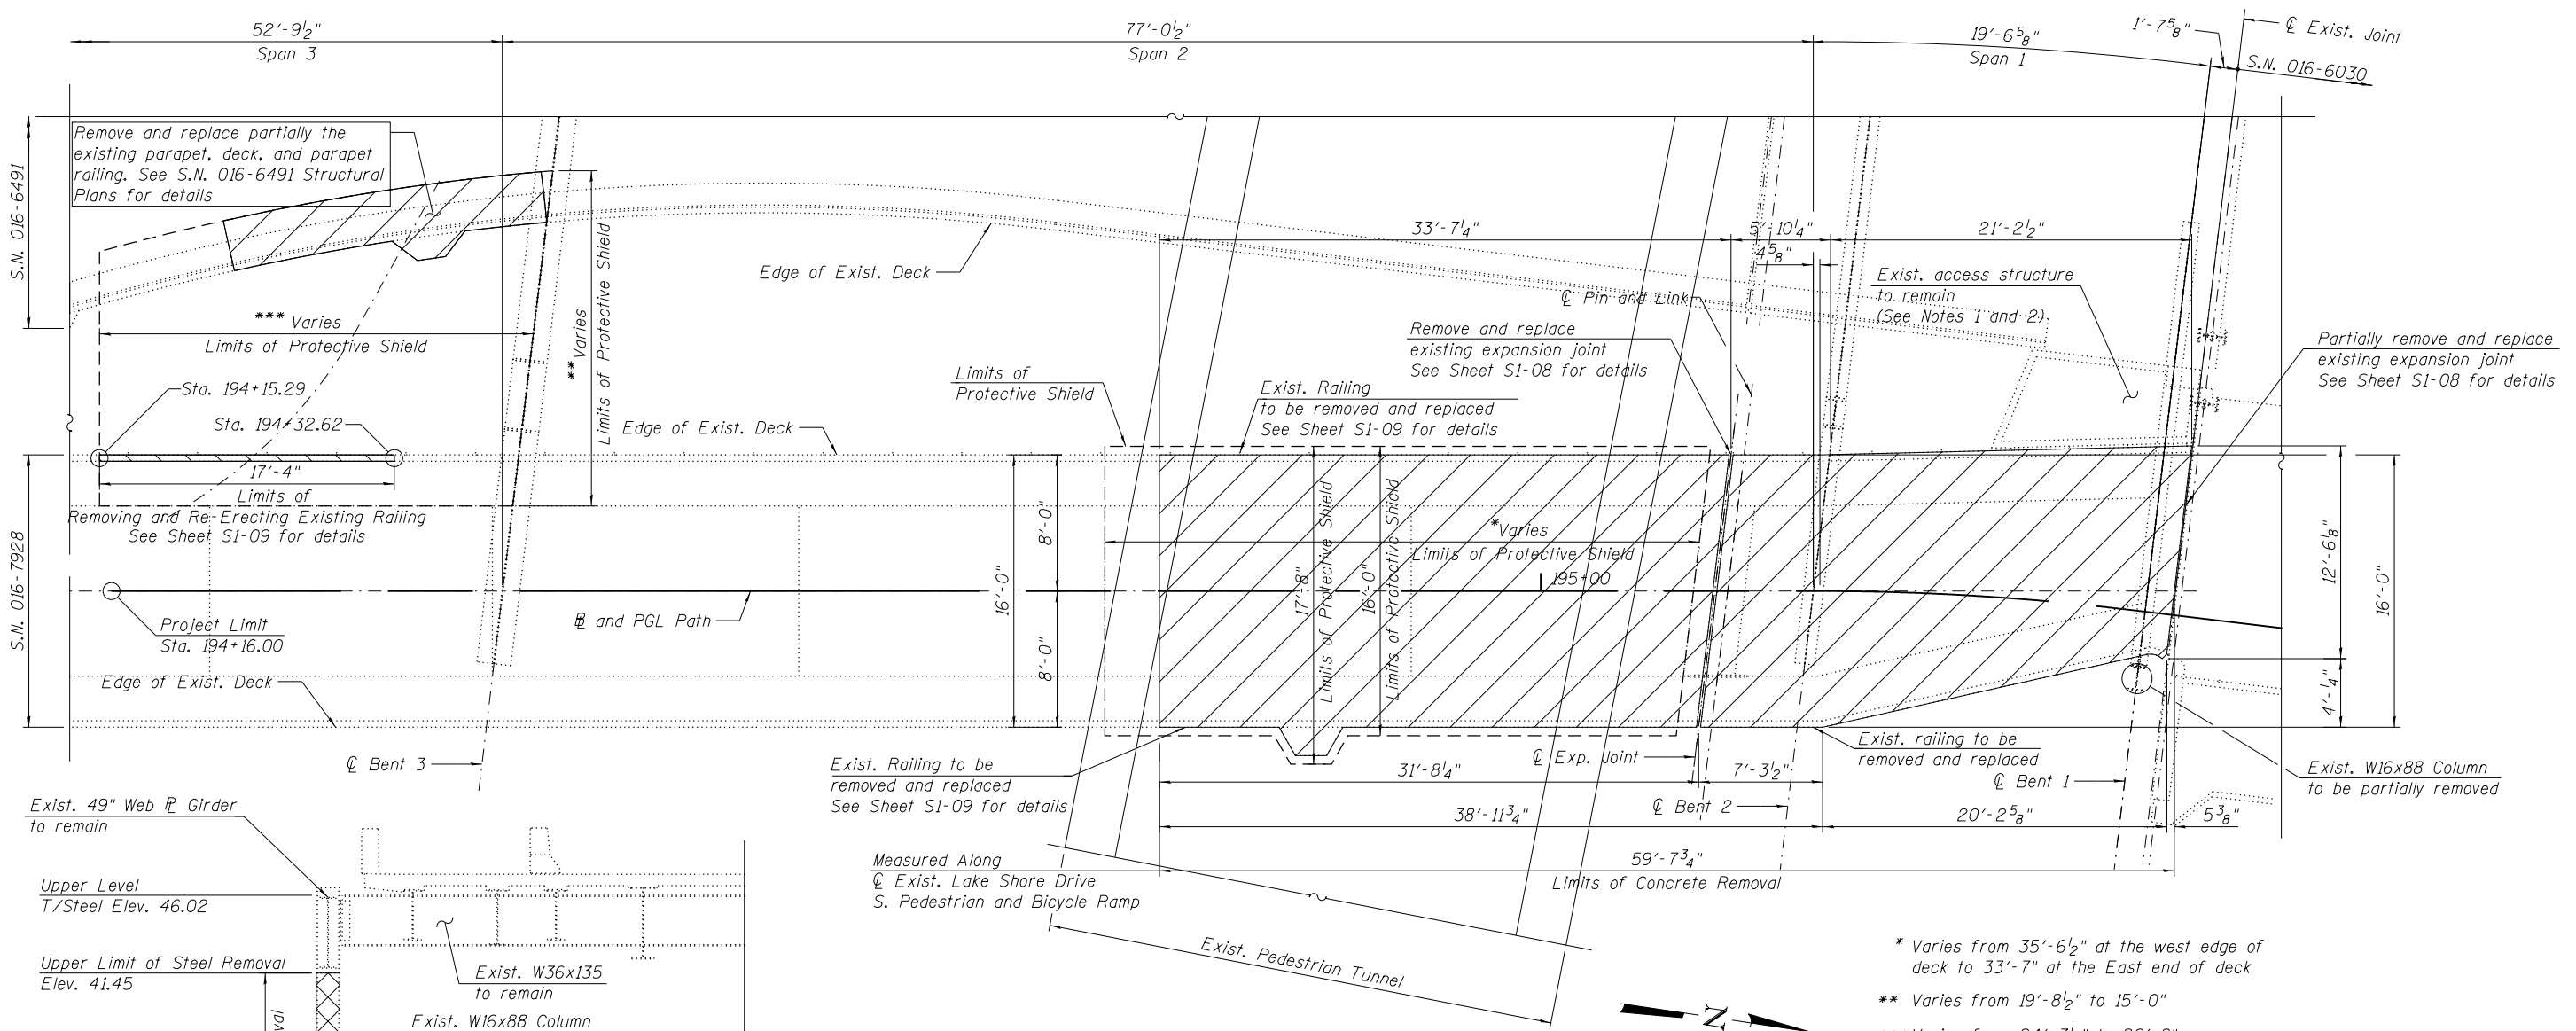 52'-9½"
Span 3
77'-0½"
Span 2
19'-6⅝"
Span 1
1'-7⅝"
℄ Exist. Joint
S.N. 016-6030
S.N. 016-6491
Remove and replace partially the
existing parapet, deck, and parapet
railing. See S.N. 016-6491 Structural
Plans for details
*** Varies
Limits of Protective Shield
** Varies
Limits of Protective Shield
Edge of Exist. Deck
33'-7¼"
5'-10¼"
4⅝"
21'-2½"
℄ Pin and Link
Exist. access structure
to remain
(See Notes 1 and 2)
Remove and replace
existing expansion joint
See Sheet S1-08 for details
Partially remove and replace
existing expansion joint
See Sheet S1-08 for details
Limits of
Protective Shield
Exist. Railing
to be removed and replaced
See Sheet S1-09 for details
Sta. 194+15.29
Sta. 194+32.62
Edge of Exist. Deck
17'-4"
Limits of
Removing and Re-Erecting Existing Railing
See Sheet S1-09 for details
S.N. 016-7928
Project Limit
Sta. 194+16.00
Edge of Exist. Deck
℄ Bent 3
℄ and PGL Path
16'-0"
8'-0"
8'-0"
17'-8"
Limits of Protective Shield
16'-0"
Limits of Protective Shield
*Varies
Limits of Protective Shield
195+00
12'-6⅛"
4'-¼"
16'-0"
Exist. Railing to be
removed and replaced
See Sheet S1-09 for details
℄ Exp. Joint
31'-8¼"
7'-3½"
℄ Bent 2
38'-11¾"
Exist. railing to be
removed and replaced
℄ Bent 1
20'-2⅝"
5⅜"
Exist. W16x88 Column
to be partially removed
59'-7¾"
Limits of Concrete Removal
Measured Along
℄ Exist. Lake Shore Drive
S. Pedestrian and Bicycle Ramp
Exist. Pedestrian Tunnel
Exist. 49" Web ⅊ Girder
to remain
Upper Level
T/Steel Elev. 46.02
Upper Limit of Steel Removal
Elev. 41.45
Exist. W36x135
to remain
Exist. W16x88 Column
N
* Varies from 35'-6½" at the west edge of
deck to 33'-7" at the East end of deck
** Varies from 19'-8½" to 15'-0"